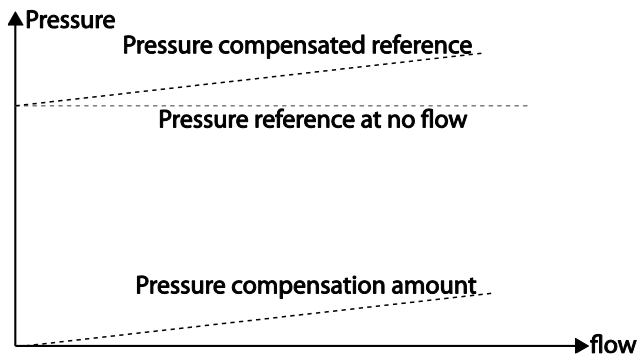 Pressure
Pressure compensated reference
Pressure reference at no flow
Pressure compensation amount
flow